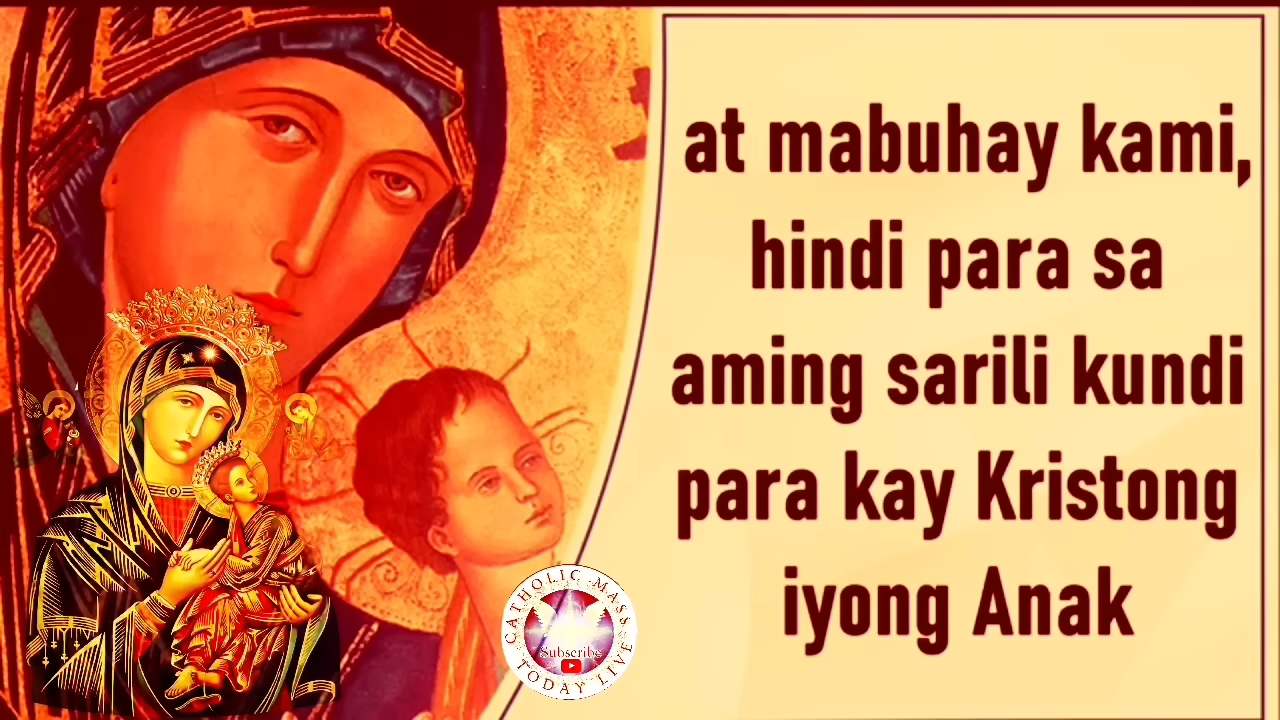 at mabuhay kami,
hindi para sa
aming sarili kundi
para kay Kristong
iyong Anak
CATHOLIC MASS
Subscribe
TODAY LIVE